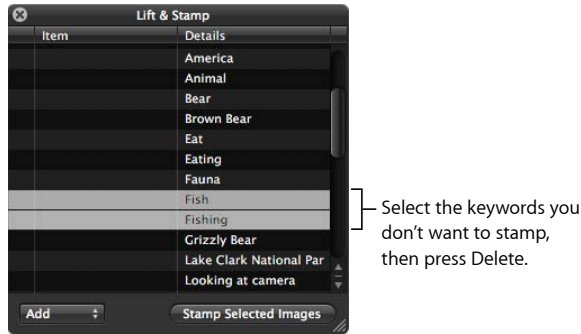 Lift & Stamp
Item Details
America
Animal
Bear
Brown Bear
Eat
Eating
Fauna
Fish
Fishing
Grizzly Bear
Lake Clark National Par
Looking at camera
Add Stamp Selected Images
Select the keywords you
don't want to stamp,
then press Delete.